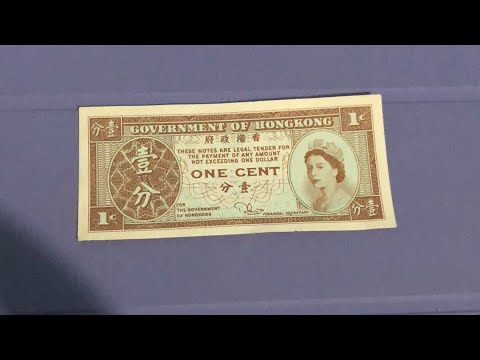 分壹
GOVERNMENT OF HONGKONG
1¢
府政港香
THESE NOTES ARE LEGAL TENDER FOR
THE PAYMENT OF ANY AMOUNT
NOT EXCEEDING ONE DOLLAR
壹
分
ONE CENT
分壹
1¢
FOR
THE GOVERNMENT
OF HONGKONG
FINANCIAL SECRETARY
分壹